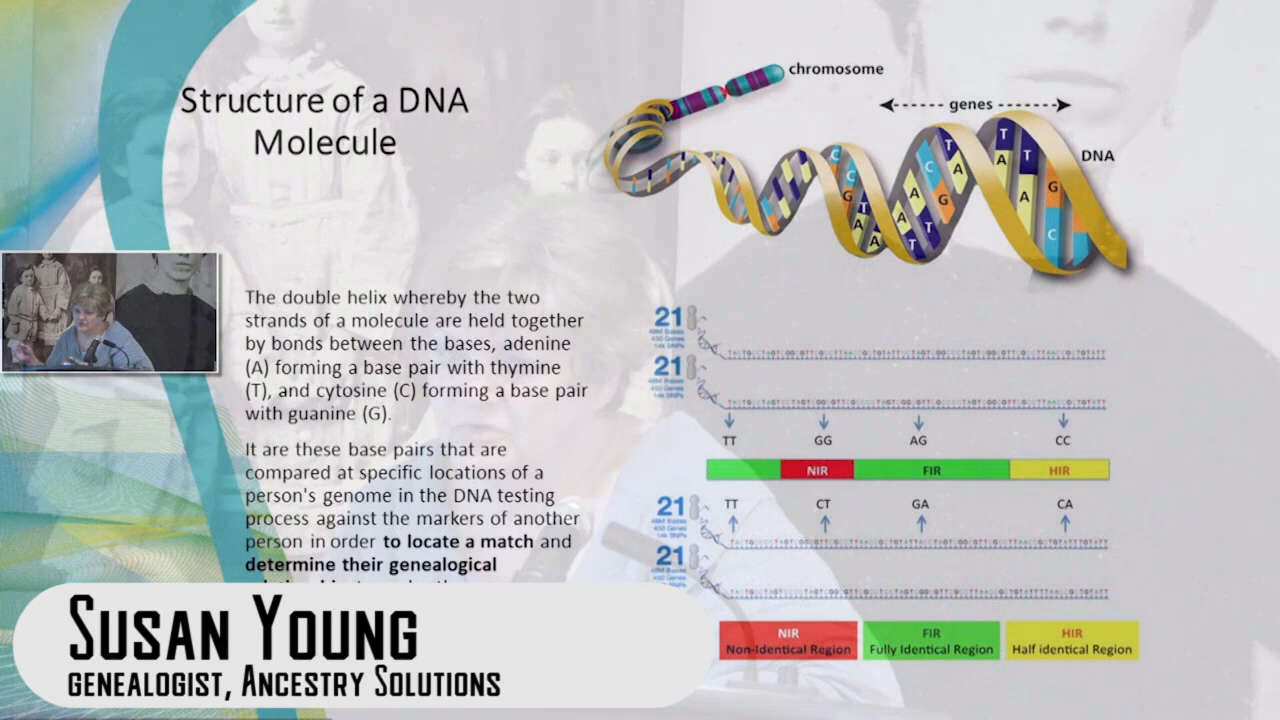 Structure of a DNA
Molecule
chromosome
genes
DNA
The double helix whereby the two
strands of a molecule are held together
by bonds between the bases, adenine
(A) forming a base pair with thymine
(T), and cytosine (C) forming a base pair
with guanine (G).
It are these base pairs that are
compared at specific locations of a
person's genome in the DNA testing
process against the markers of another
person in order to locate a match and
determine their genealogical
21
21
TT GG AG CC
NIR FIR HIR
TT CT GA CA
21
21
NIR
Non-Identical Region
FIR
Fully Identical Region
HIR
Half identical Region
Susan Young
genealogist, Ancestry Solutions